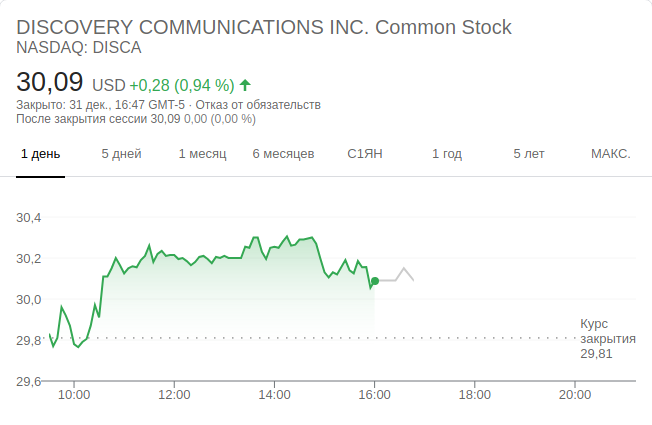 DISCOVERY COMMUNICATIONS INC. Common Stock
NASDAQ: DISCA
30,09 USD +0,28 (0,94 %)
Закрыто: 31 дек., 16:47 GMT-5 · Отказ от обязательств
После закрытия сессии 30,09 0,00 (0,00 %)
1 день 5 дней 1 месяц 6 месяцев С1ЯН 1 год 5 лет МАКС.
30,4
30,2
30,0
29,8
29,6
Курс
закрытия
29,81
10:00 12:00 14:00 16:00 18:00 20:00